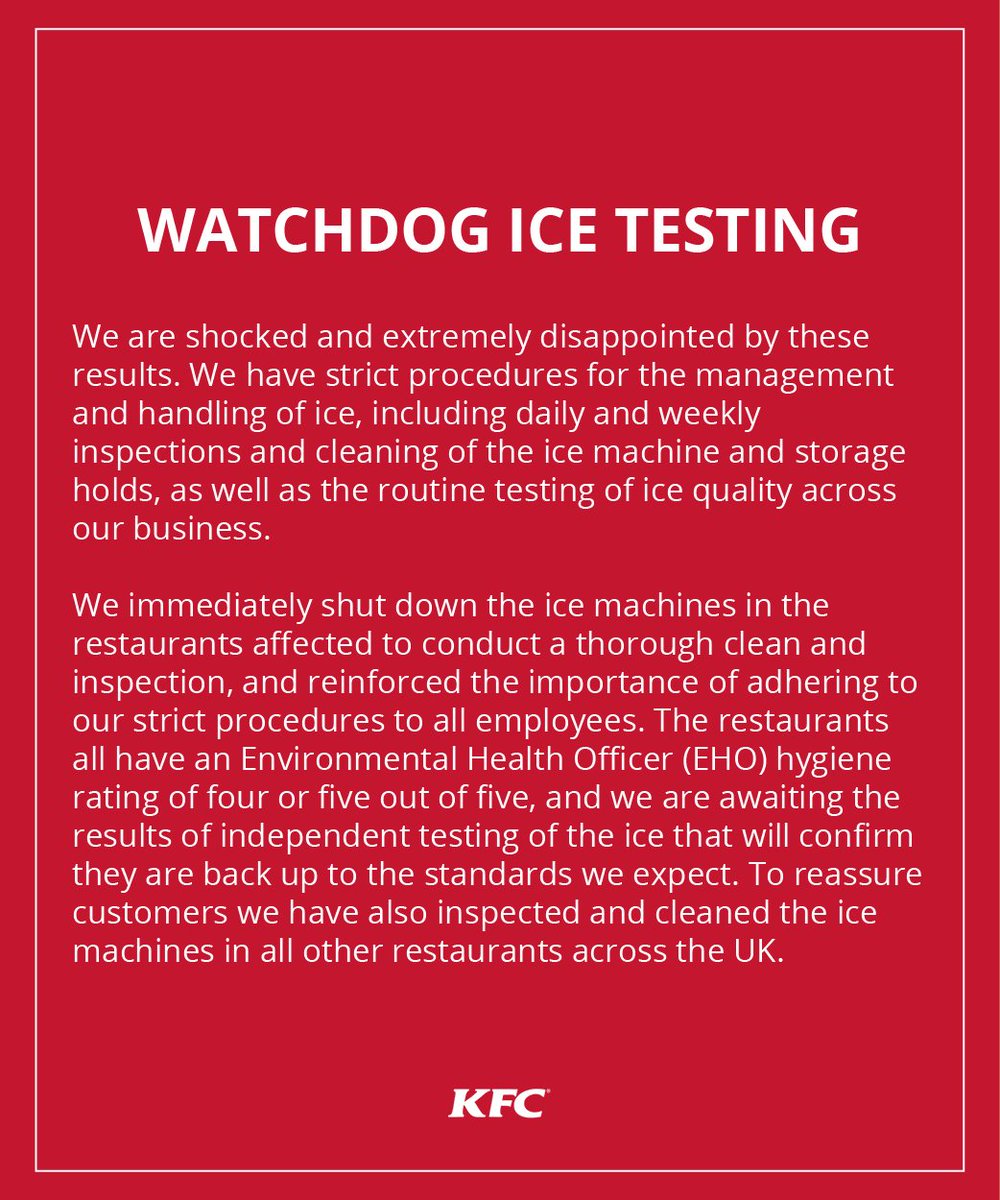 WATCHDOG ICE TESTING
We are shocked and extremely disappointed by these
results. We have strict procedures for the management
and handling of ice, including daily and weekly
inspections and cleaning of the ice machine and storage
holds, as well as the routine testing of ice quality across
our business.
We immediately shut down the ice machines in the
restaurants affected to conduct a thorough clean and
inspection, and reinforced the importance of adhering to
our strict procedures to all employees. The restaurants
all have an Environmental Health Officer (EHO) hygiene
rating of four or five out of five, and we are awaiting the
results of independent testing of the ice that will confirm
they are back up to the standards we expect. To reassure
customers we have also inspected and cleaned the ice
machines in all other restaurants across the UK.
KFC®